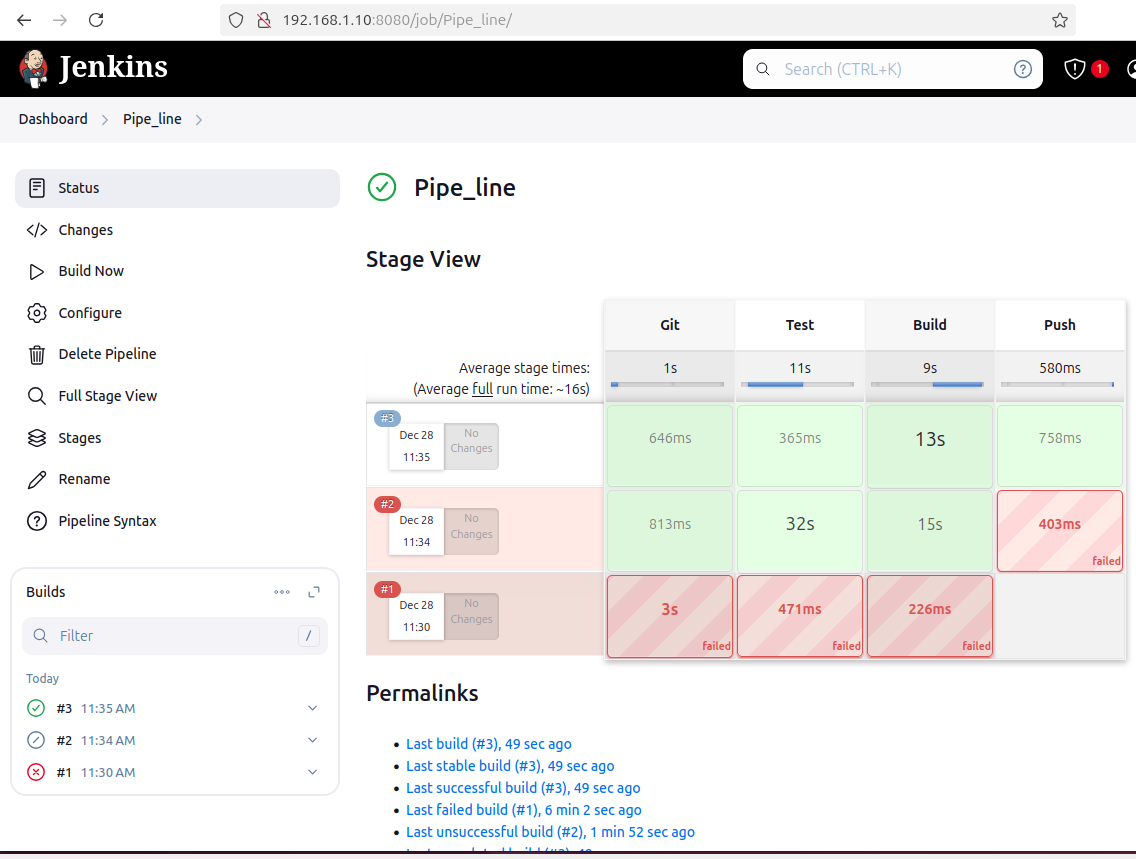 192.168.1.10:8080/job/Pipe_line/
Jenkins
Search (CTRL+K)
?
1
Dashboard
Pipe_line
Status
Changes
Build Now
Configure
Delete Pipeline
Full Stage View
Stages
Rename
?
Pipeline Syntax
Builds
Filter
/
Today
#3 11:35 AM
#2 11:34 AM
#1 11:30 AM
Pipe_line
Stage View
Git Test Build Push
Average stage times:
(Average full run time: ~16s)
1s 11s 9s 580ms
#3
Dec 28
11:35
No
Changes
646ms 365ms 13s 758ms
#2
Dec 28
11:34
No
Changes
813ms 32s 15s 403ms
failed
#1
Dec 28
11:30
No
Changes
3s 471ms 226ms
failed failed failed
Permalinks
Last build (#3), 49 sec ago
Last stable build (#3), 49 sec ago
Last successful build (#3), 49 sec ago
Last failed build (#1), 6 min 2 sec ago
Last unsuccessful build (#2), 1 min 52 sec ago